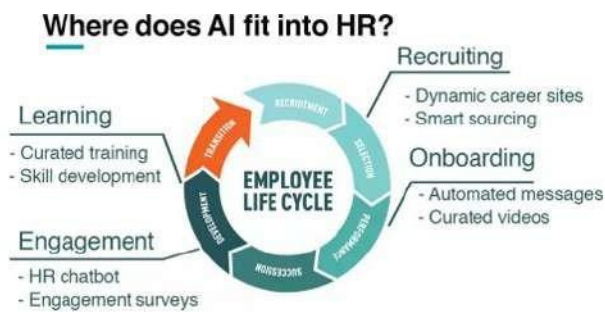 Where does AI fit into HR?
Recruiting
- Dynamic career sites
- Smart sourcing
Learning
- Curated training
- Skill development
RECRUITMENT
SELECTION
PERFORMANCE
SUCCESSION
DEVELOPMENT
TRANSITION
EMPLOYEE
LIFE CYCLE
Onboarding
- Automated messages
- Curated videos
Engagement
- HR chatbot
- Engagement surveys